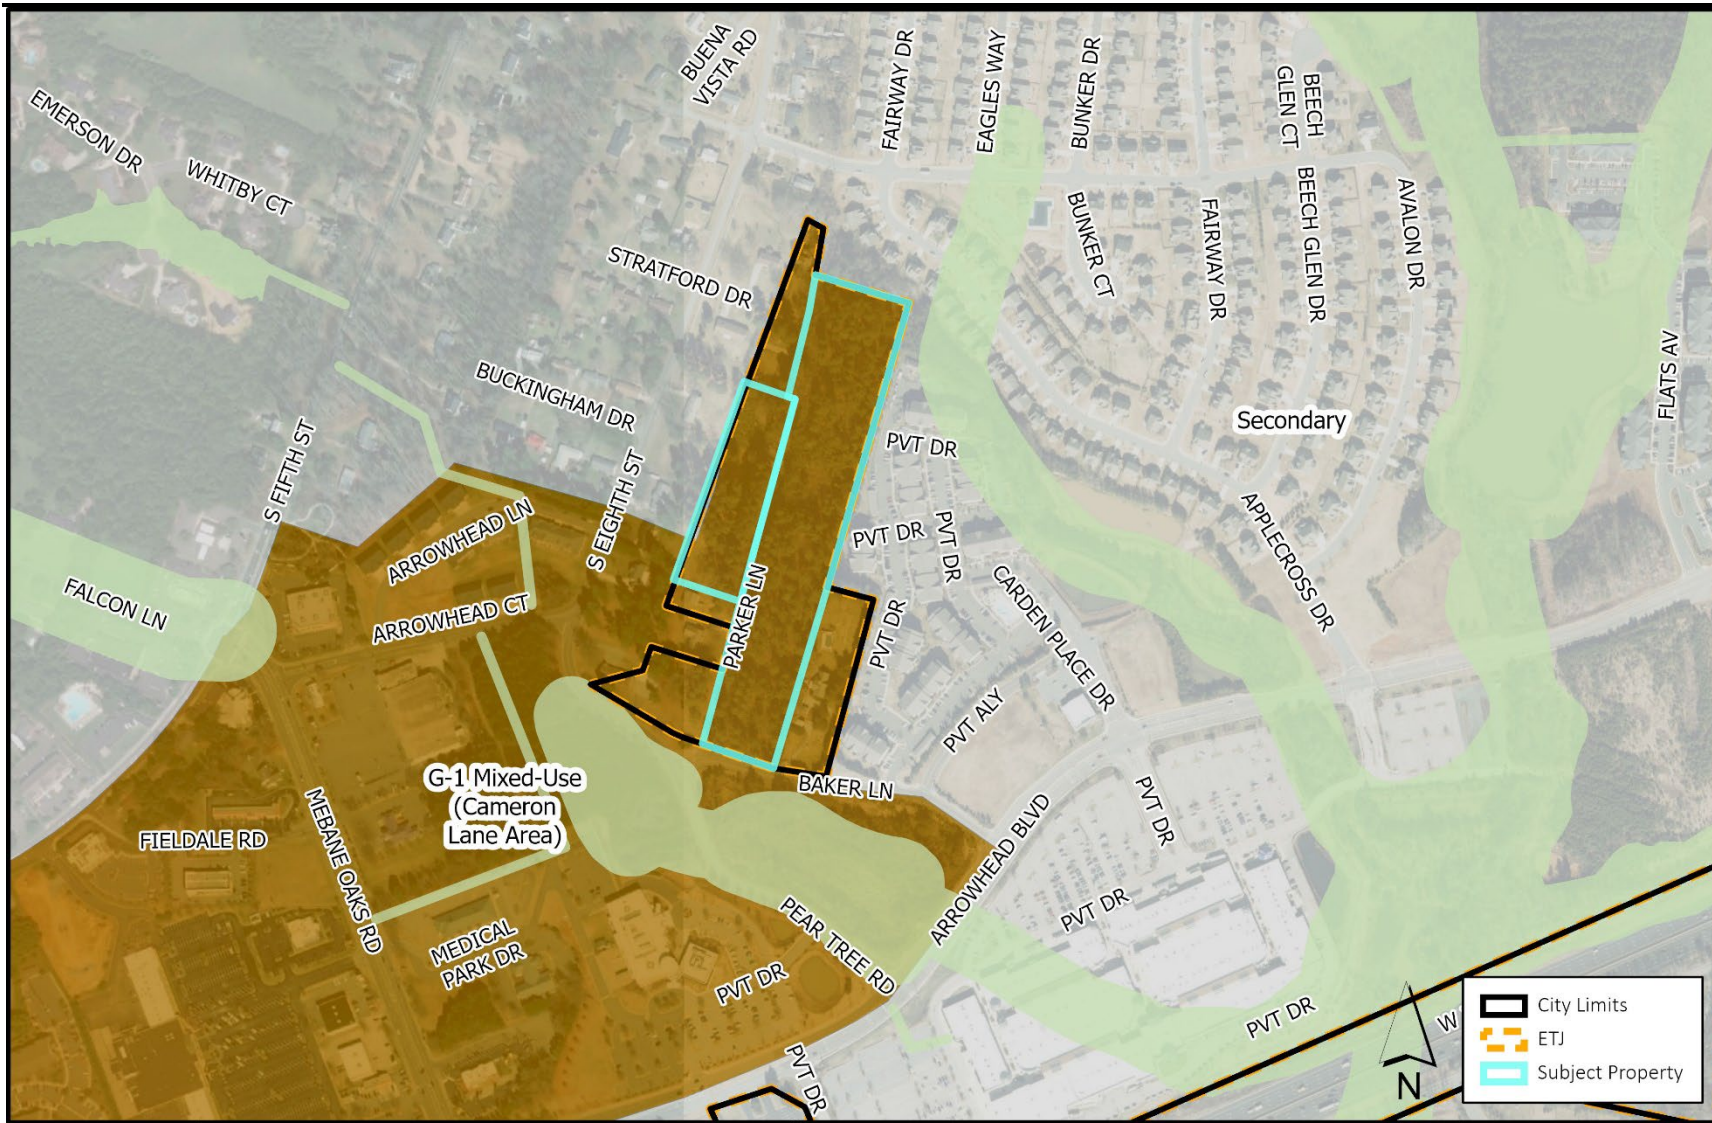 BUENA
VISTA RD
FAIRWAY DR
EAGLES WAY
BUNKER DR
BEECH
GLEN CT
EMERSON DR
WHITBY CT
BUNKER CT
FAIRWAY DR
BEECH GLEN DR
AVALON DR
STRATFORD DR
FLATS AV
BUCKINGHAM DR
Secondary
S FIFTH ST
S EIGHTH ST
PVT DR
ARROWHEAD LN
PVT DR
PVT DR
APPLECROSS DR
FALCON LN
ARROWHEAD CT
PARKER LN
PVT DR
CARDEN PLACE DR
PVT ALY
G-1 Mixed-Use
(Cameron
Lane Area)
BAKER LN
PVT DR
FIELDALE RD
MEBANE OAKS RD
ARROWHEAD BLVD
PVT DR
MEDICAL
PARK DR
PEAR TREE RD
PVT DR
PVT DR
W
PVT DR
N
City Limits
ETJ
Subject Property